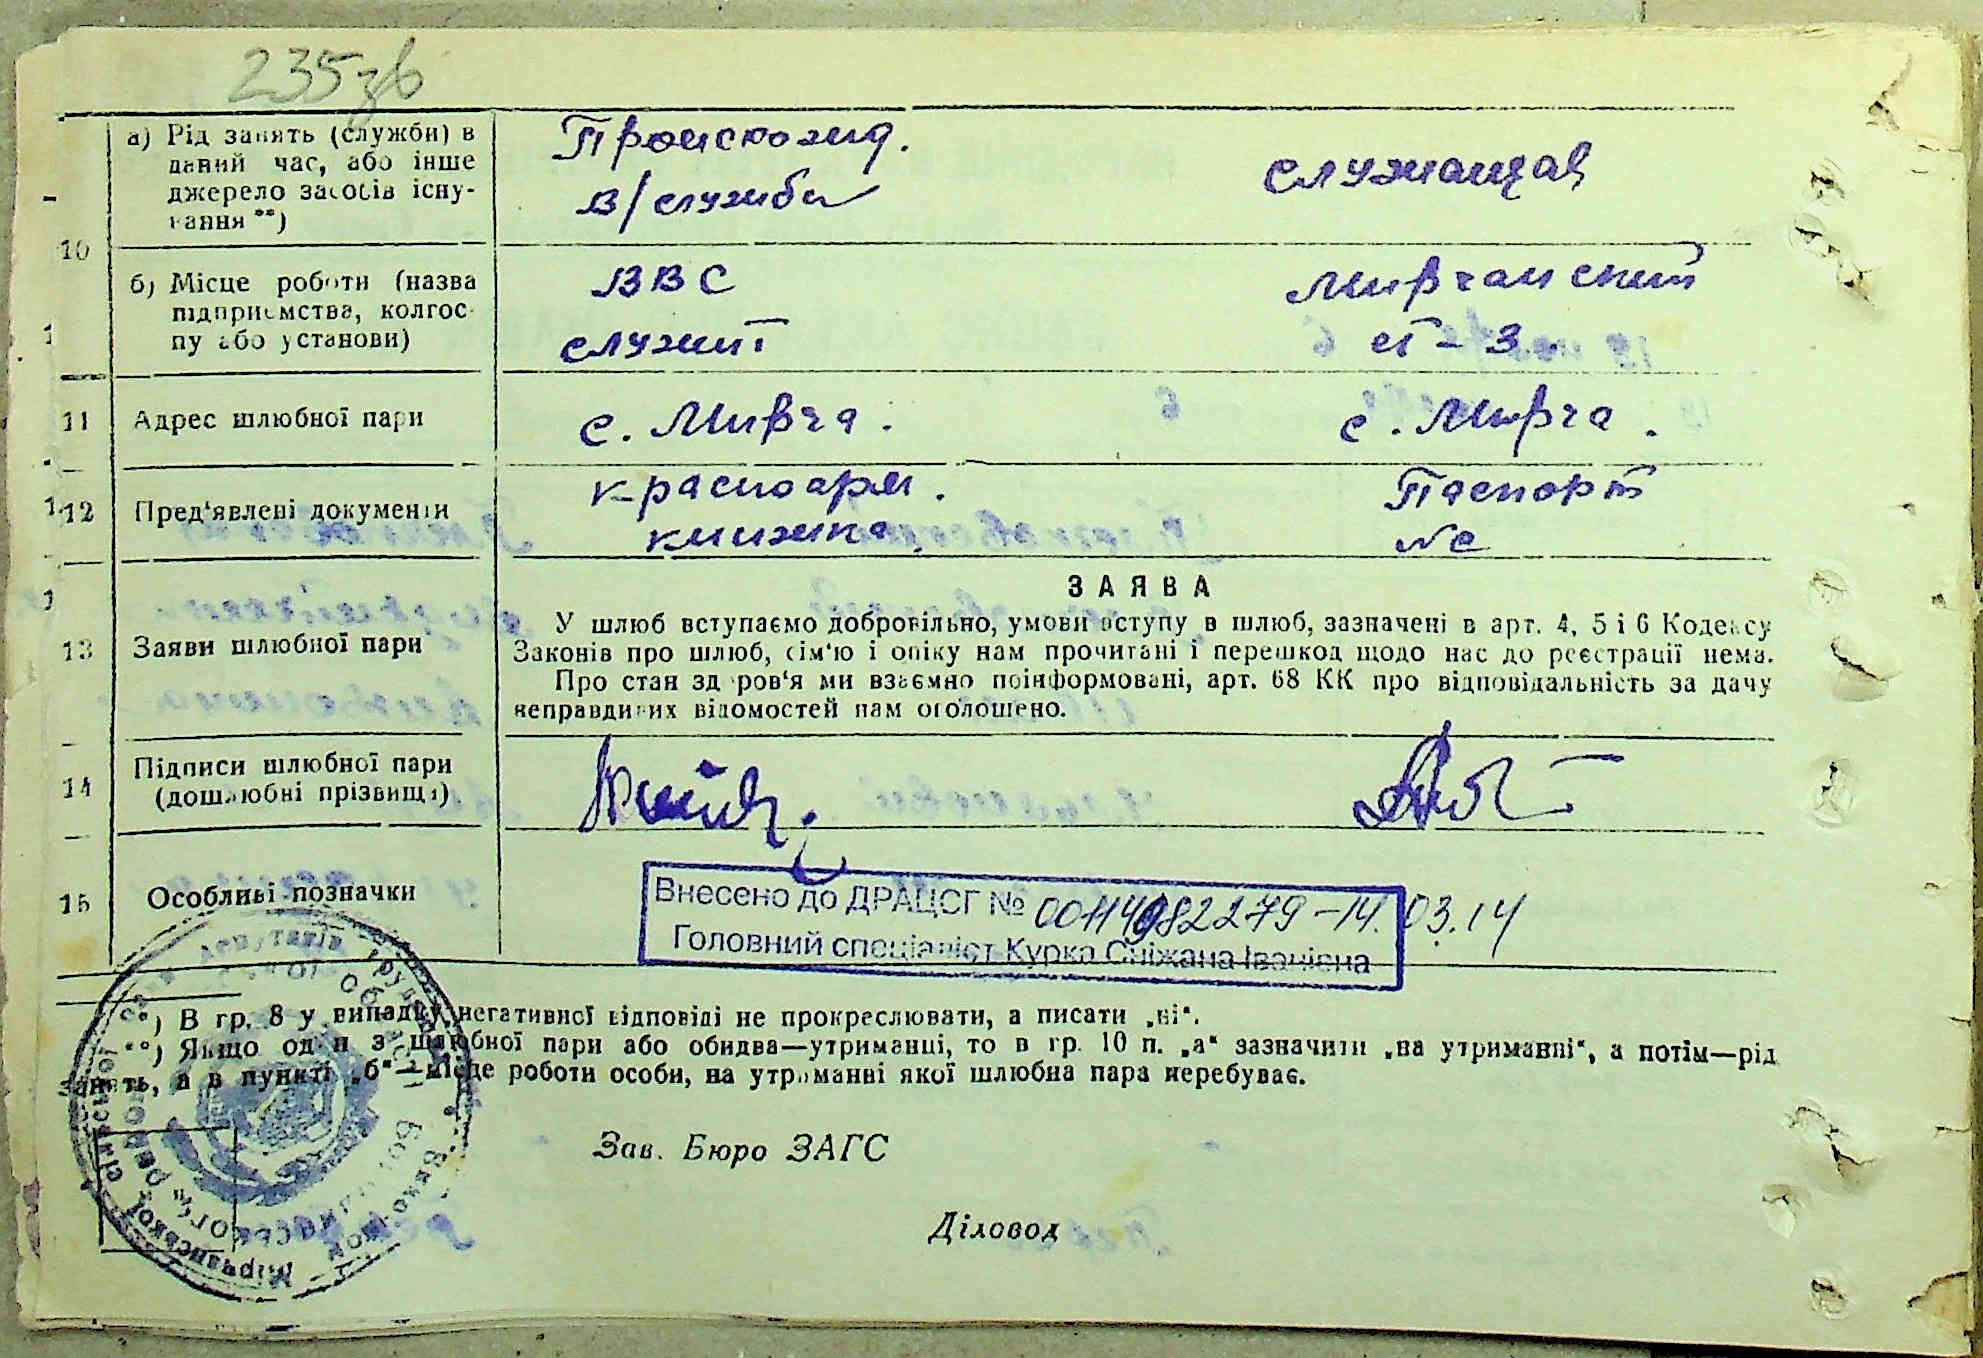 235зв
а) Рід занять (служби) в
даний час, або інше
джерело засобів існу-
вання**)
Происхожд.
в/служба
служащая
10
б) Місце роботи (назва
підприємства, колгос-
пу або установи)
ВВС
служит
Мирчанский
с. Мирча.
11
Адрес шлюбної пари
с. Мирча.
12
Пред'явлені документи
красноарм.
книжка.
Паспорт
№
ЗАЯВА
13
Заяви шлюбної пари
У шлюб вступаємо добровільно, умови вступу в шлюб, зазначені в арт. 4, 5 і 6 Кодексу
Законів про шлюб, сім'ю і опіку нам прочитані і перешкод щодо нас до реєстрації нема.
Про стан здоров'я ми взаємно поінформовані, арт. 68 КК про відповідальність за дачу
неправдивих відомостей нам оголошено.
14
Підписи шлюбної пари
(дошлюбні прізвища)
15
Особливі позначки
Внесено до ДРАЦСГ № 00114982279-14.03.14
Головний спеціаліст Курка Сніжана Іванівна
*) В гр. 8 у випадку негативної відповіді не прокреслювати, а писати „ні“.
**) Якщо один з шлюбної пари або обидва—утриманці, то в гр. 10 п. „а“ зазначити „на утриманні“, а потім—рід
занять, а в пункті „б“—місце роботи особи, на утриманні якої шлюбна пара перебуває.
Зав. Бюро ЗАГС
Діловод